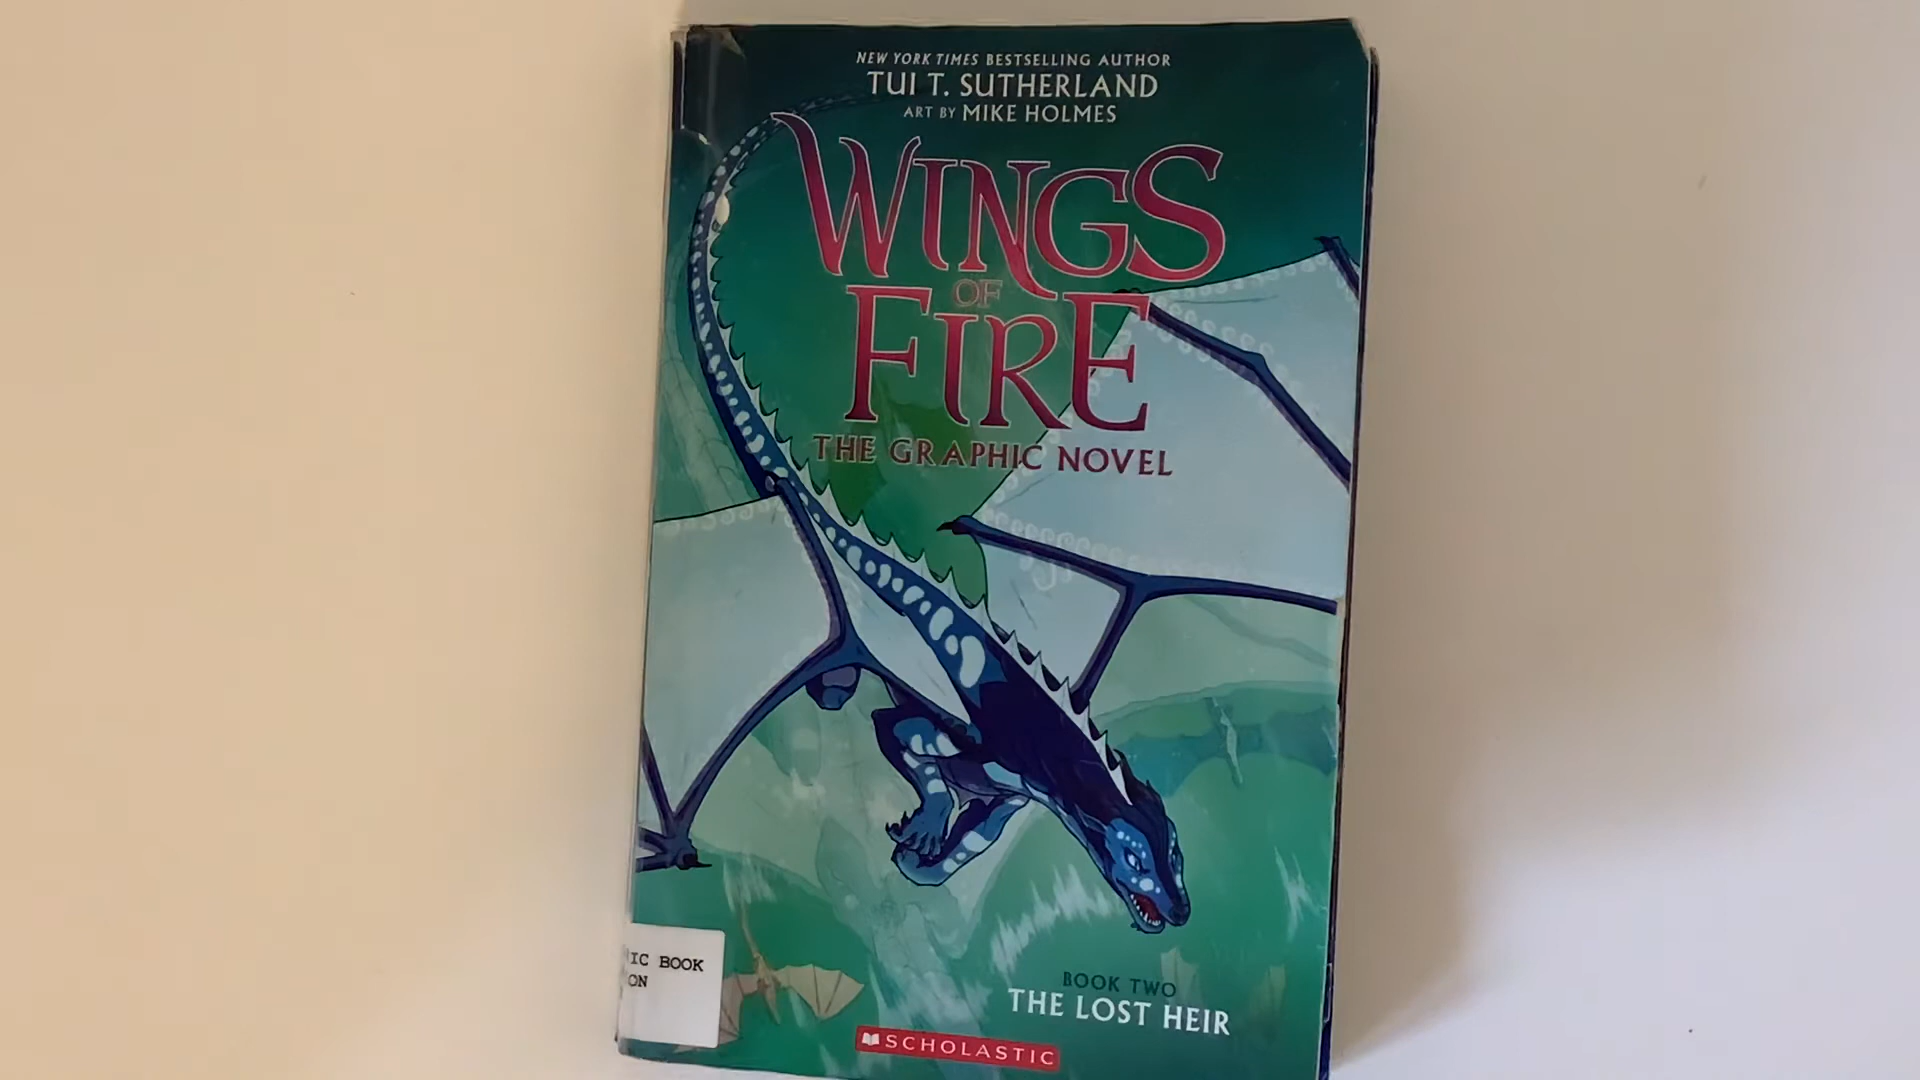 NEW YORK TIMES BESTSELLING AUTHOR
TUI T. SUTHERLAND
ART BY MIKE HOLMES
WINGS
OF
FIRE
THE GRAPHIC NOVEL
IC BOOK
ON
BOOK TWO
THE LOST HEIR
SCHOLASTIC